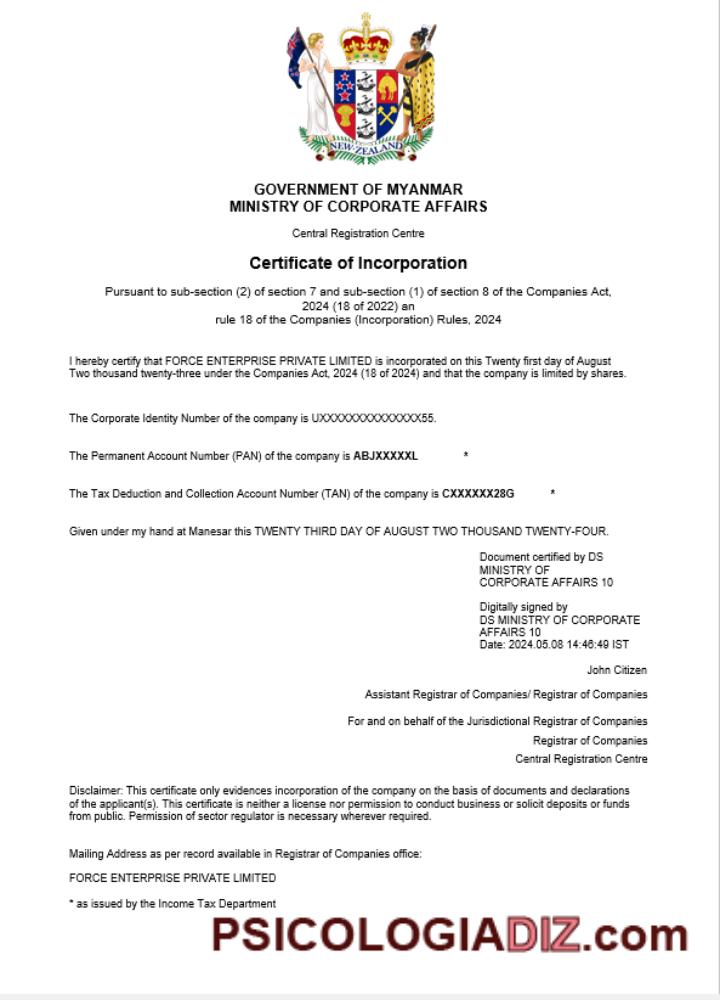 NEW-ZEALAND
GOVERNMENT OF MYANMAR
MINISTRY OF CORPORATE AFFAIRS
Central Registration Centre
Certificate of Incorporation
Pursuant to sub-section (2) of section 7 and sub-section (1) of section 8 of the Companies Act,
2024 (18 of 2022) an
rule 18 of the Companies (Incorporation) Rules, 2024
I hereby certify that FORCE ENTERPRISE PRIVATE LIMITED is incorporated on this Twenty first day of August
Two thousand twenty-three under the Companies Act, 2024 (18 of 2024) and that the company is limited by shares.
The Corporate Identity Number of the company is UXXXXXXXXXXXXXX55.
The Permanent Account Number (PAN) of the company is ABJXXXXXL *
The Tax Deduction and Collection Account Number (TAN) of the company is CXXXXXX28G *
Given under my hand at Manesar this TWENTY THIRD DAY OF AUGUST TWO THOUSAND TWENTY-FOUR.
Document certified by DS
MINISTRY OF
CORPORATE AFFAIRS 10
Digitally signed by
DS MINISTRY OF CORPORATE
AFFAIRS 10
Date: 2024.05.08 14:46:49 IST
John Citizen
Assistant Registrar of Companies/ Registrar of Companies
For and on behalf of the Jurisdictional Registrar of Companies
Registrar of Companies
Central Registration Centre
Disclaimer: This certificate only evidences incorporation of the company on the basis of documents and declarations
of the applicant(s). This certificate is neither a license nor permission to conduct business or solicit deposits or funds
from public. Permission of sector regulator is necessary wherever required.
Mailing Address as per record available in Registrar of Companies office:
FORCE ENTERPRISE PRIVATE LIMITED
* as issued by the Income Tax Department
PSICOLOGIADIZ.com